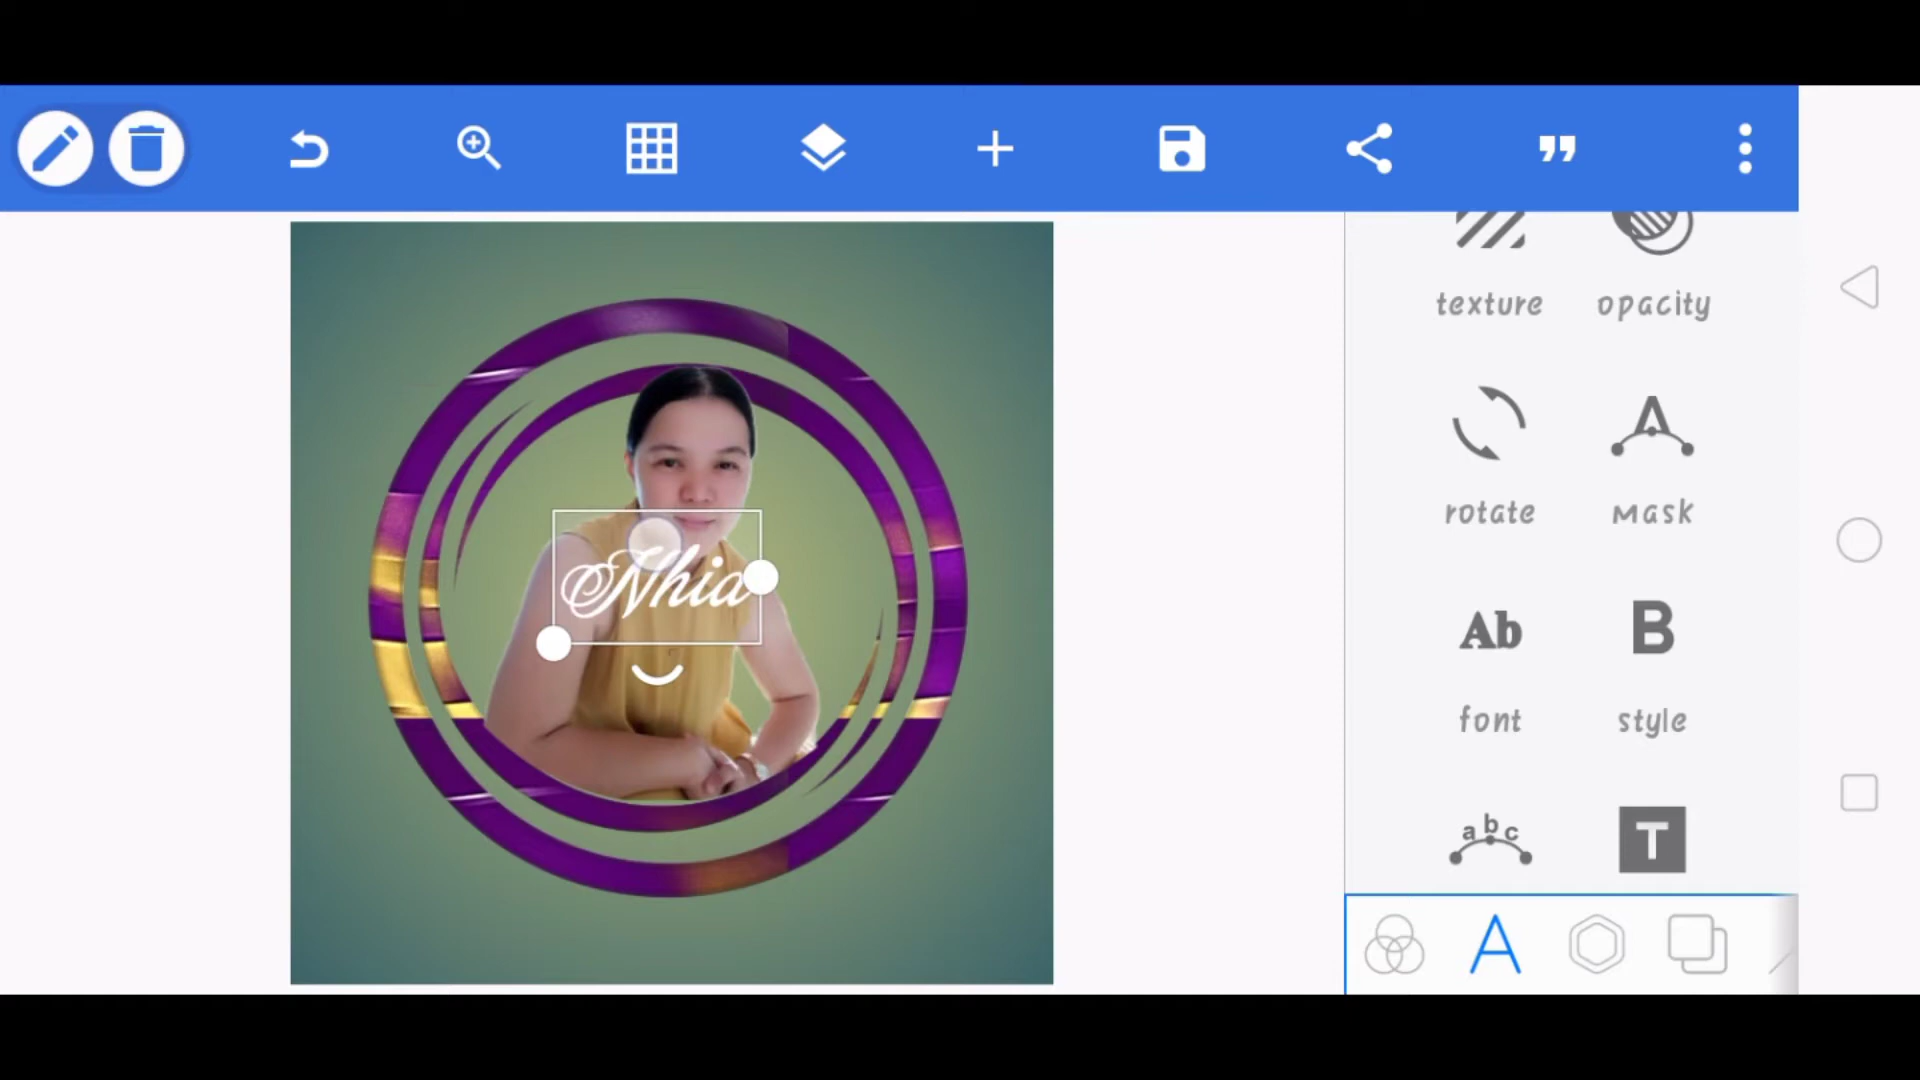 texture opacity
rotate Mask
Nhia
Ab B
font style
abc T
A